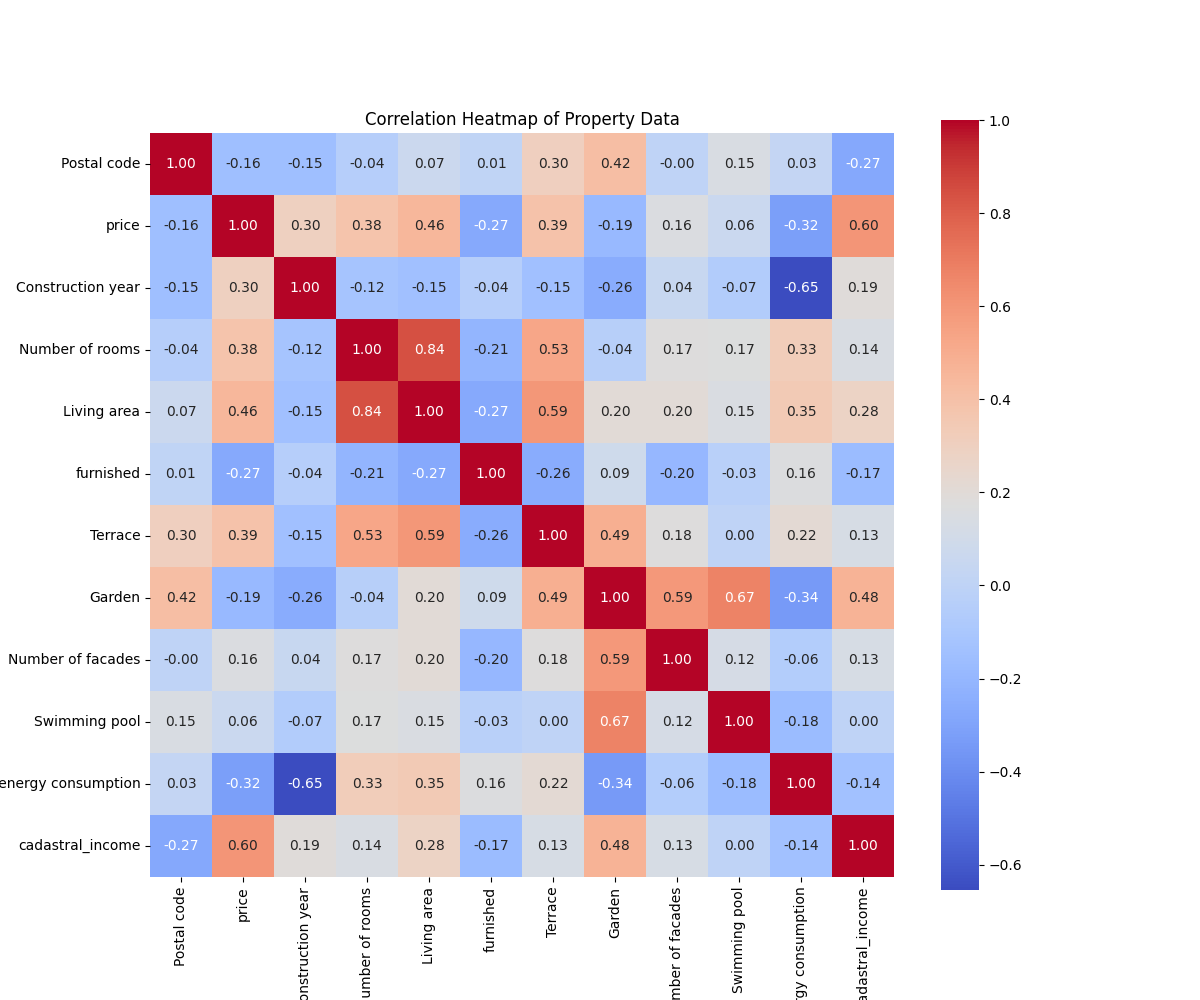 Correlation Heatmap of Property Data
Postal code 1.00 -0.16 -0.15 -0.04 0.07 0.01 0.30 0.42 -0.00 0.15 0.03 -0.27
price -0.16 1.00 0.30 0.38 0.46 -0.27 0.39 -0.19 0.16 0.06 -0.32 0.60
Construction year -0.15 0.30 1.00 -0.12 -0.15 -0.04 -0.15 -0.26 0.04 -0.07 -0.65 0.19
Number of rooms -0.04 0.38 -0.12 1.00 0.84 -0.21 0.53 -0.04 0.17 0.17 0.33 0.14
Living area 0.07 0.46 -0.15 0.84 1.00 -0.27 0.59 0.20 0.20 0.15 0.35 0.28
furnished 0.01 -0.27 -0.04 -0.21 -0.27 1.00 -0.26 0.09 -0.20 -0.03 0.16 -0.17
Terrace 0.30 0.39 -0.15 0.53 0.59 -0.26 1.00 0.49 0.18 0.00 0.22 0.13
Garden 0.42 -0.19 -0.26 -0.04 0.20 0.09 0.49 1.00 0.59 0.67 -0.34 0.48
Number of facades -0.00 0.16 0.04 0.17 0.20 -0.20 0.18 0.59 1.00 0.12 -0.06 0.13
Swimming pool 0.15 0.06 -0.07 0.17 0.15 -0.03 0.00 0.67 0.12 1.00 -0.18 0.00
energy consumption 0.03 -0.32 -0.65 0.33 0.35 0.16 0.22 -0.34 -0.06 -0.18 1.00 -0.14
cadastral_income -0.27 0.60 0.19 0.14 0.28 -0.17 0.13 0.48 0.13 0.00 -0.14 1.00
Postal code
price
onstruction year
umber of rooms
Living area
furnished
Terrace
Garden
mber of facades
Swimming pool
gy consumption
adastral_income
1.0
0.8
0.6
0.4
0.2
0.0
−0.2
−0.4
−0.6